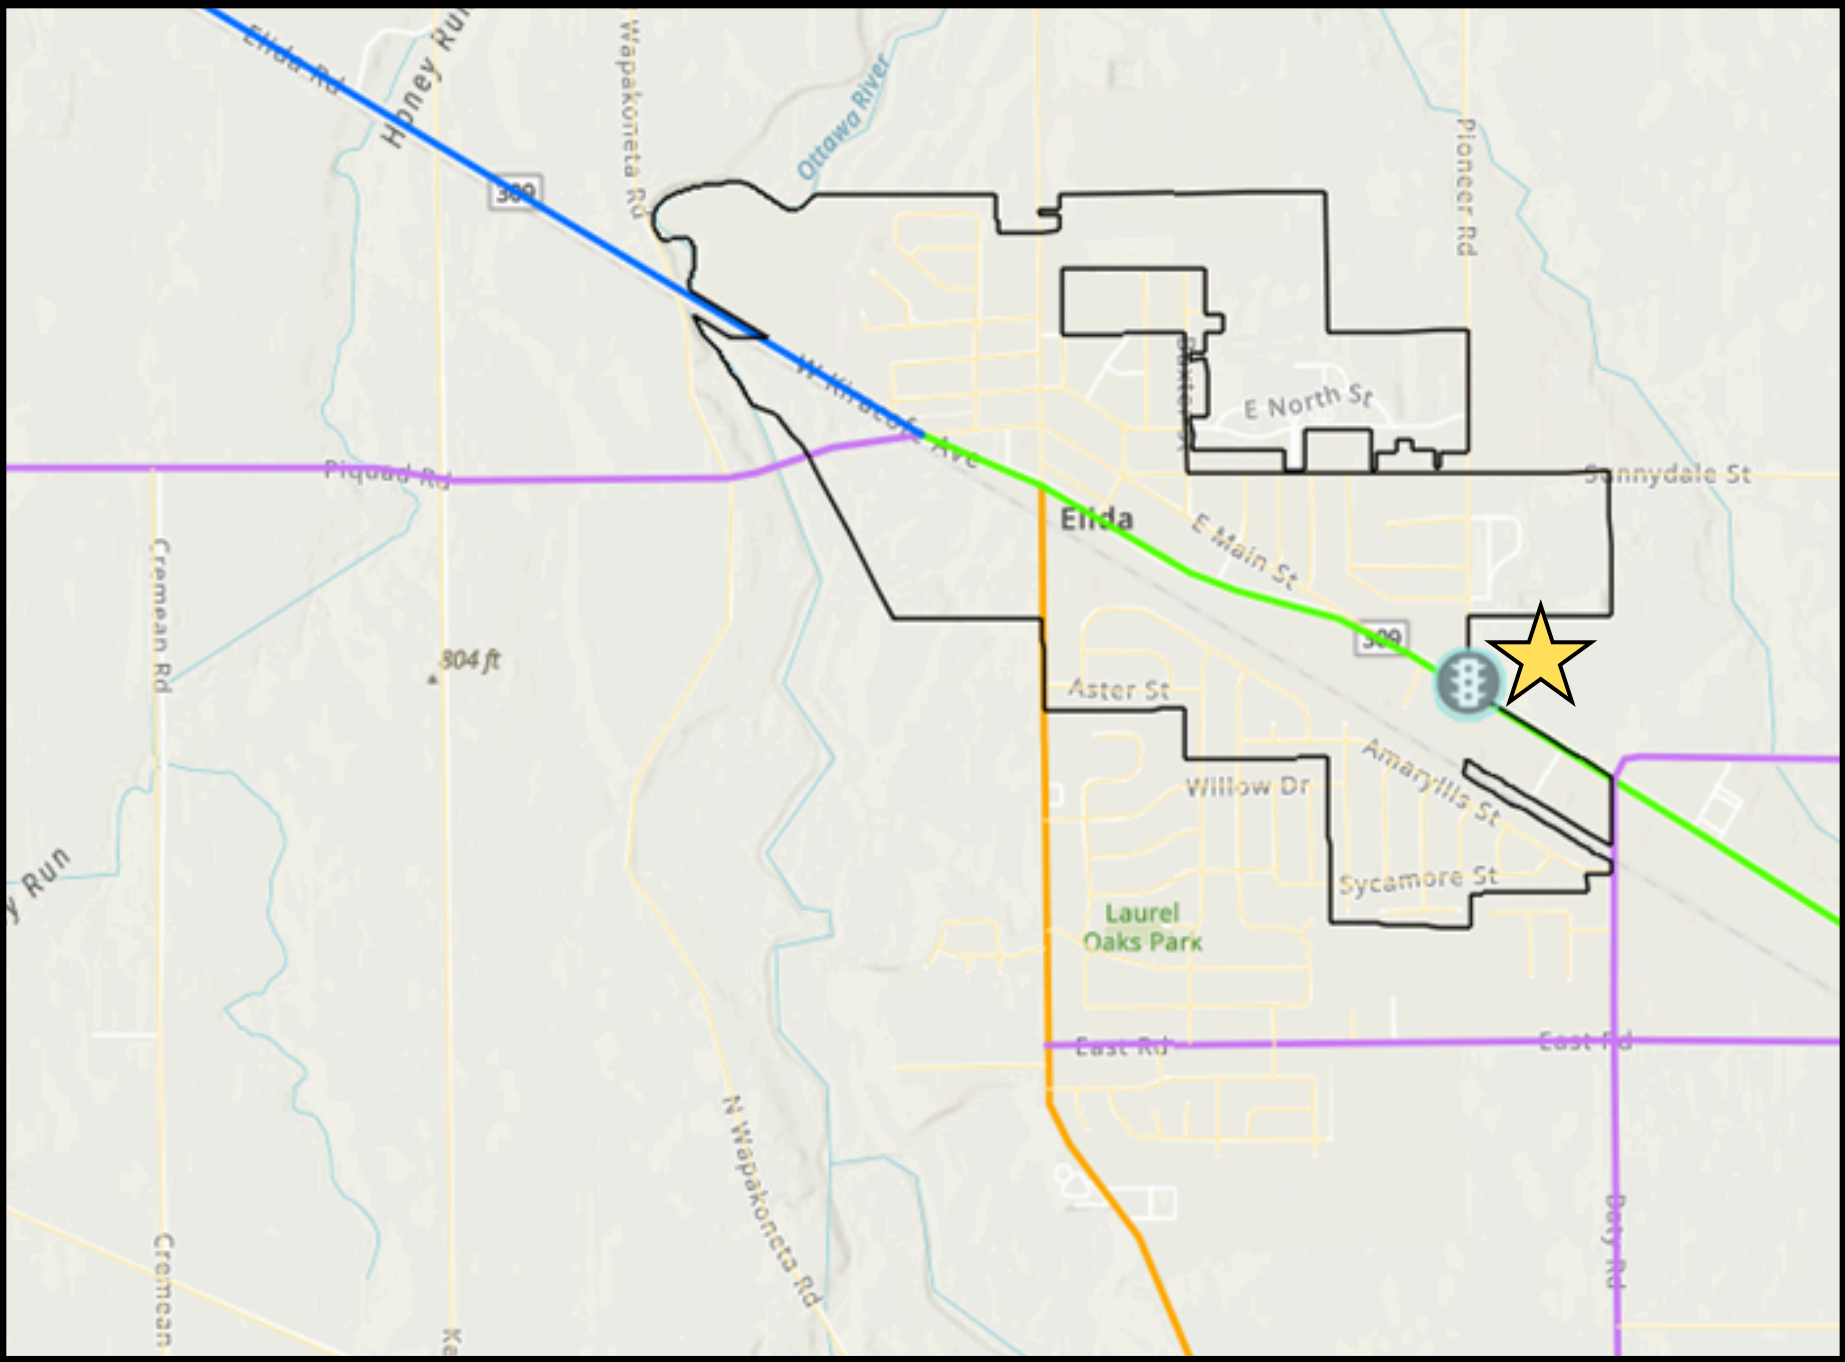 Elida Rd
Honey Run
Wapakoneta Rd
Ottawa River
Pioneer Rd
309
W Kiracofe Ave
E North St
Piquad Rd
Sunnydale St
Elida
E Main St
309
Cremean Rd
804 ft
Aster St
Willow Dr
Amaryllis St
Sycamore St
y Run
Laurel
Oaks Park
East Rd
East Rd
N Wapakoneta Rd
Baty Rd
Cremean
Ke